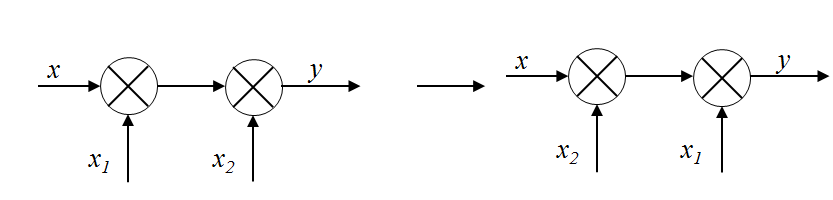 x y x y
x₁ x₂ x₂ x₁